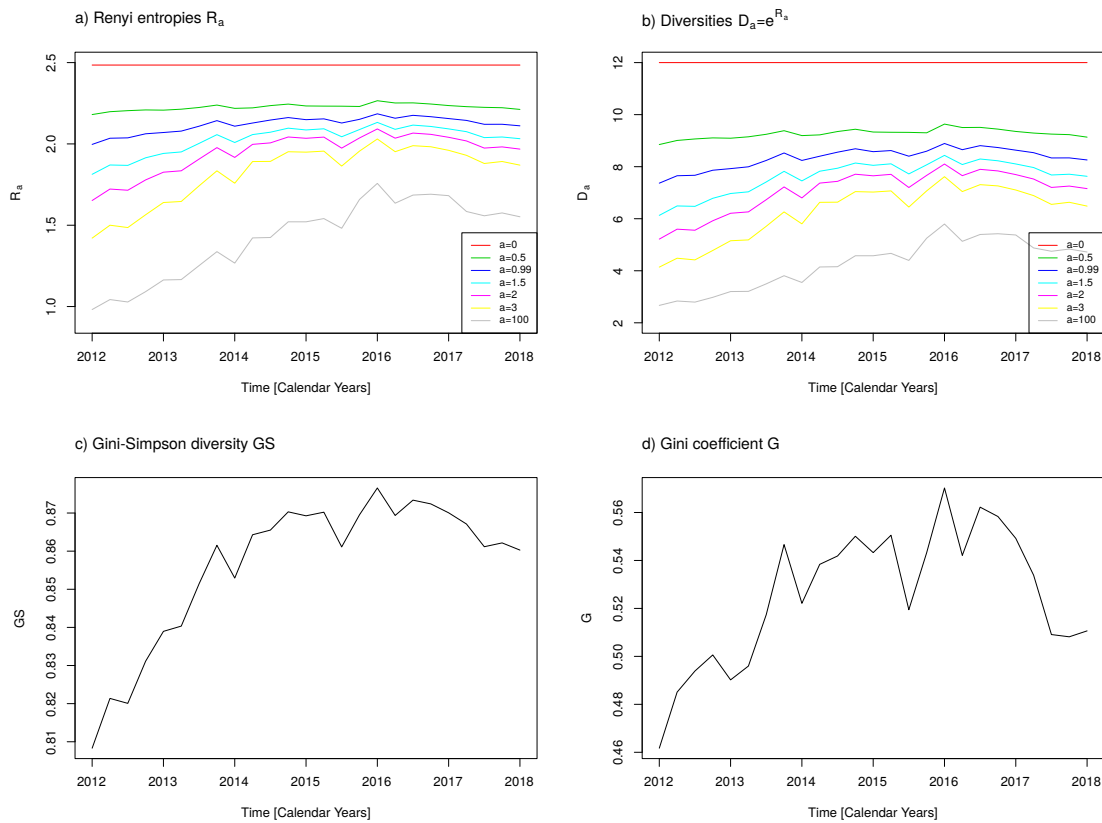 a) Renyi entropies Ra
2.5
2.0
1.5
1.0
Ra
a=0
a=0.5
a=0.99
a=1.5
a=2
a=3
a=100
2012 2013 2014 2015 2016 2017 2018
Time [Calendar Years]
b) Diversities Da=e^Ra
12
10
8
6
4
2
Da
a=0
a=0.5
a=0.99
a=1.5
a=2
a=3
a=100
2012 2013 2014 2015 2016 2017 2018
Time [Calendar Years]
c) Gini-Simpson diversity GS
0.87
0.86
0.85
0.84
0.83
0.82
0.81
GS
2012 2013 2014 2015 2016 2017 2018
Time [Calendar Years]
d) Gini coefficient G
0.56
0.54
0.52
0.50
0.48
0.46
G
2012 2013 2014 2015 2016 2017 2018
Time [Calendar Years]